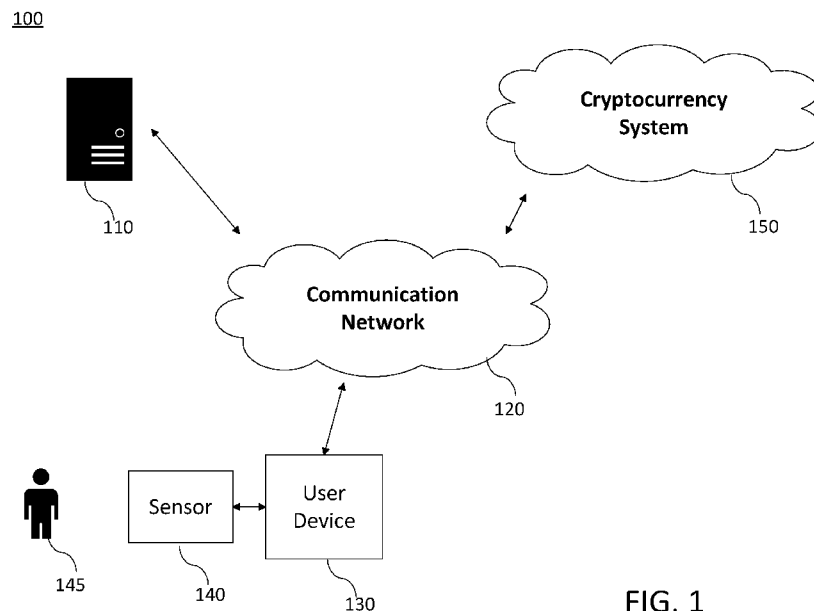 100
Cryptocurrency
System
110
150
Communication
Network
120
Sensor
User
Device
145
140
130
FIG. 1